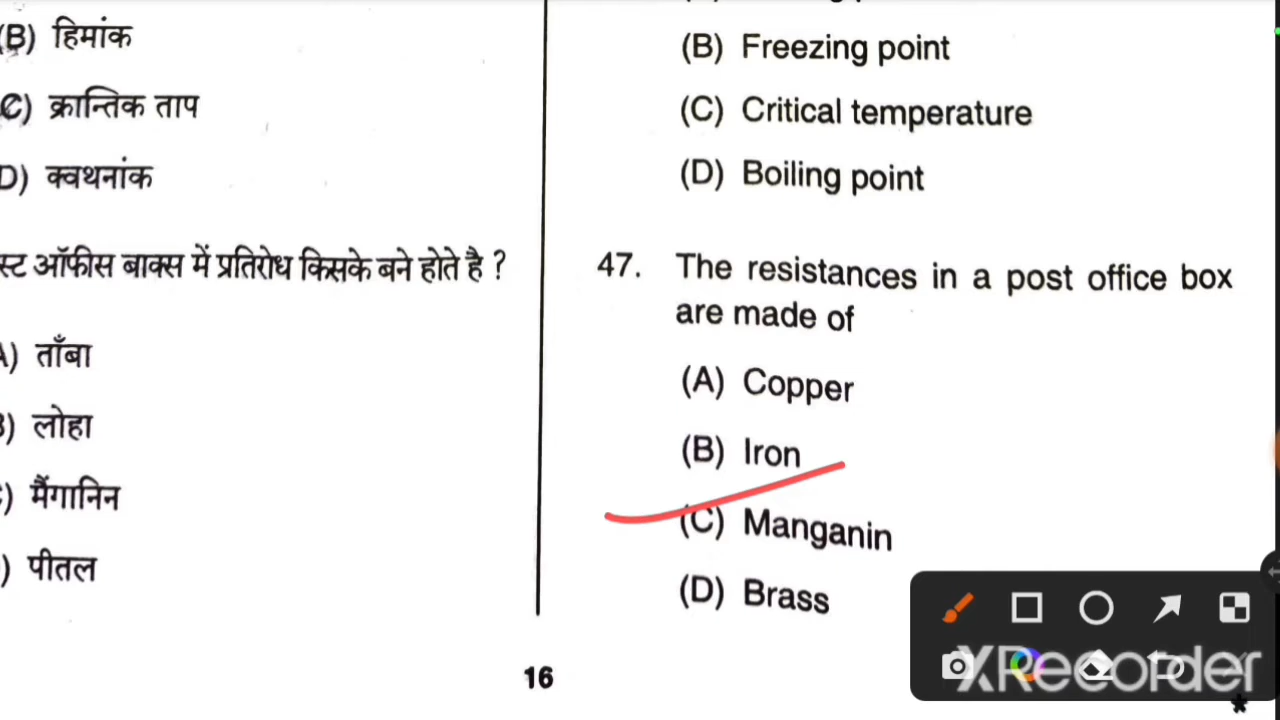 (B) हिमांक
C) क्रान्तिक ताप
D) क्वथनांक
स्ट ऑफीस बाक्स में प्रतिरोध किसके बने होते है ?
A) ताँबा
B) लोहा
) मैंगानिन
) पीतल
(B) Freezing point
(C) Critical temperature
(D) Boiling point
47. The resistances in a post office box
are made of
(A) Copper
(B) Iron
(C) Manganin
(D) Brass
16
XRecorder
*